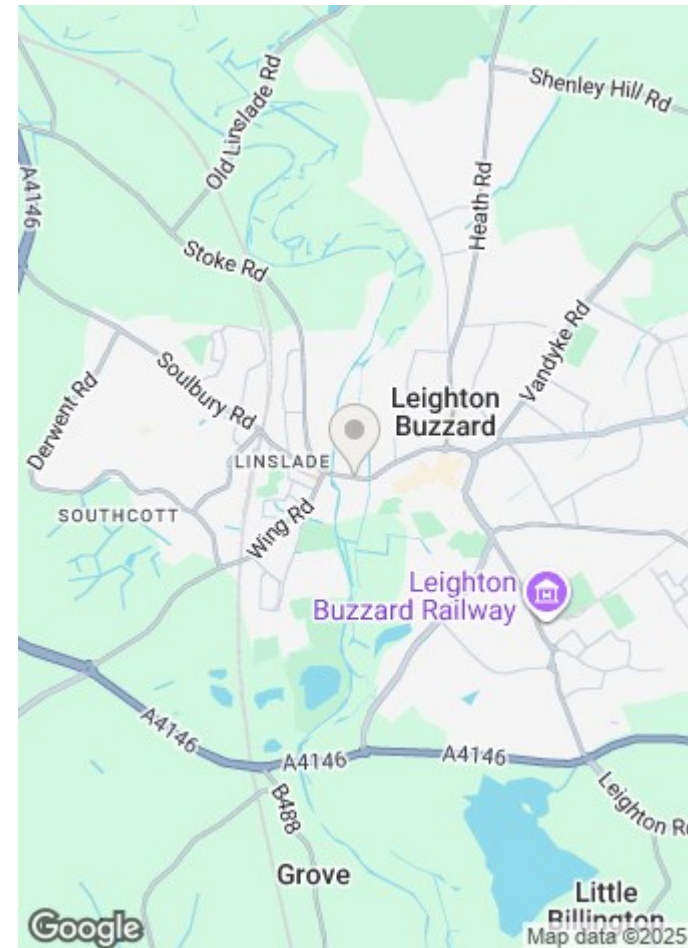 Old Linslade Rd
Shenley Hill Rd
A4146
Heath Rd
Stoke Rd
Vandyke Rd
Soulbury Rd
Leighton
Buzzard
Derwent Rd
LINSLADE
SOUTHCOTT
Wing Rd
Leighton
Buzzard Railway
A4146
A4146
A4146
B488
Leighton Rd
Grove
Little
Billington
Google
Map data ©2025